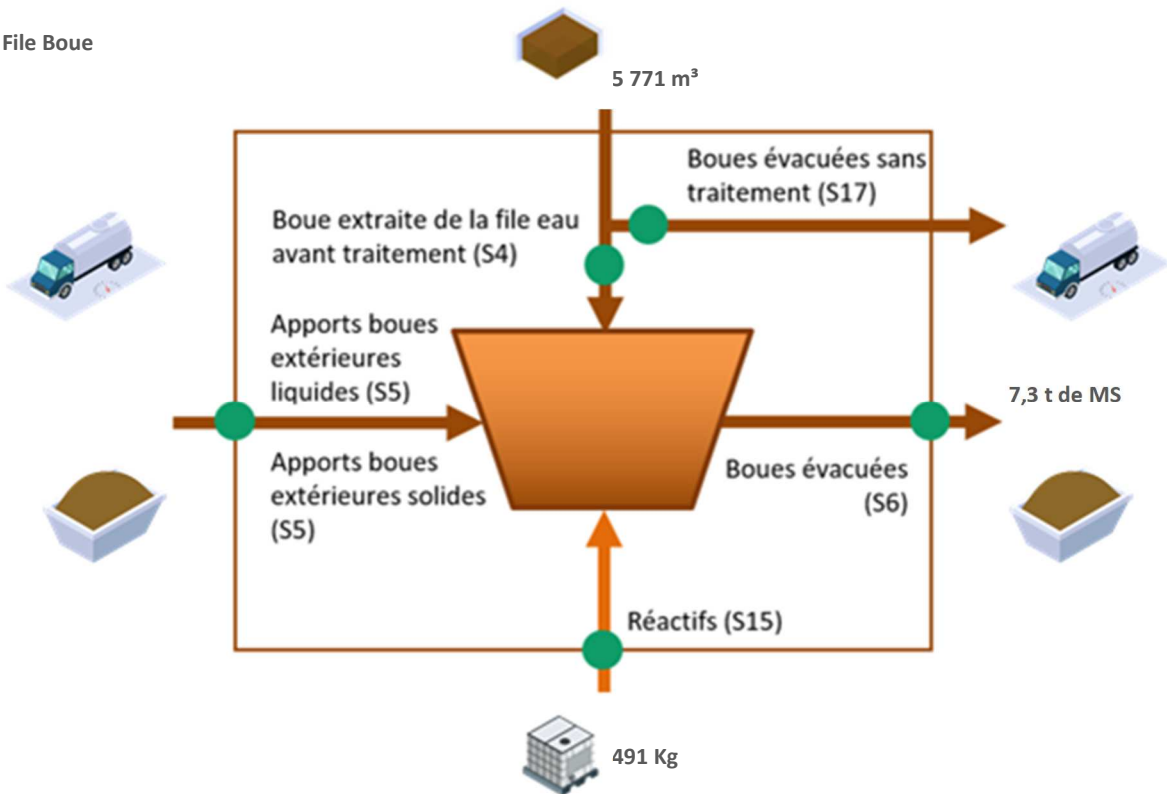 File Boue
5 771 m³
Boues évacuées sans
traitement (S17)
Boue extraite de la file eau
avant traitement (S4)
Apports boues
extérieures
liquides (S5)
7,3 t de MS
Apports boues
extérieures solides
(S5)
Boues évacuées
(S6)
Réactifs (S15)
491 Kg